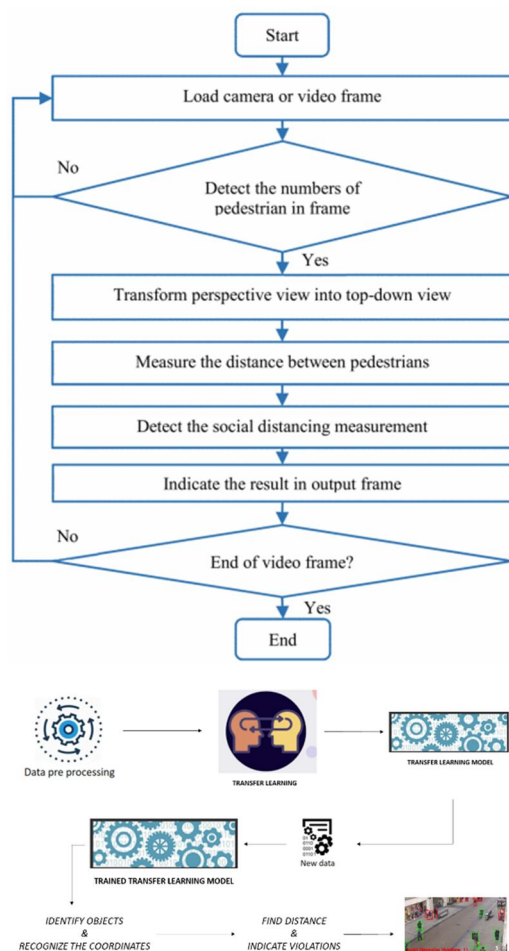 Start
Load camera or video frame
No
Detect the numbers of
pedestrian in frame
Yes
Transform perspective view into top-down view
Measure the distance between pedestrians
Detect the social distancing measurement
Indicate the result in output frame
No
End of video frame?
Yes
End
Data pre processing
TRANSFER LEARNING
TRANSFER LEARNING MODEL
New data
TRAINED TRANSFER LEARNING MODEL
IDENTIFY OBJECTS
&
RECOGNIZE THE COORDINATES
FIND DISTANCE
&
INDICATE VIOLATIONS